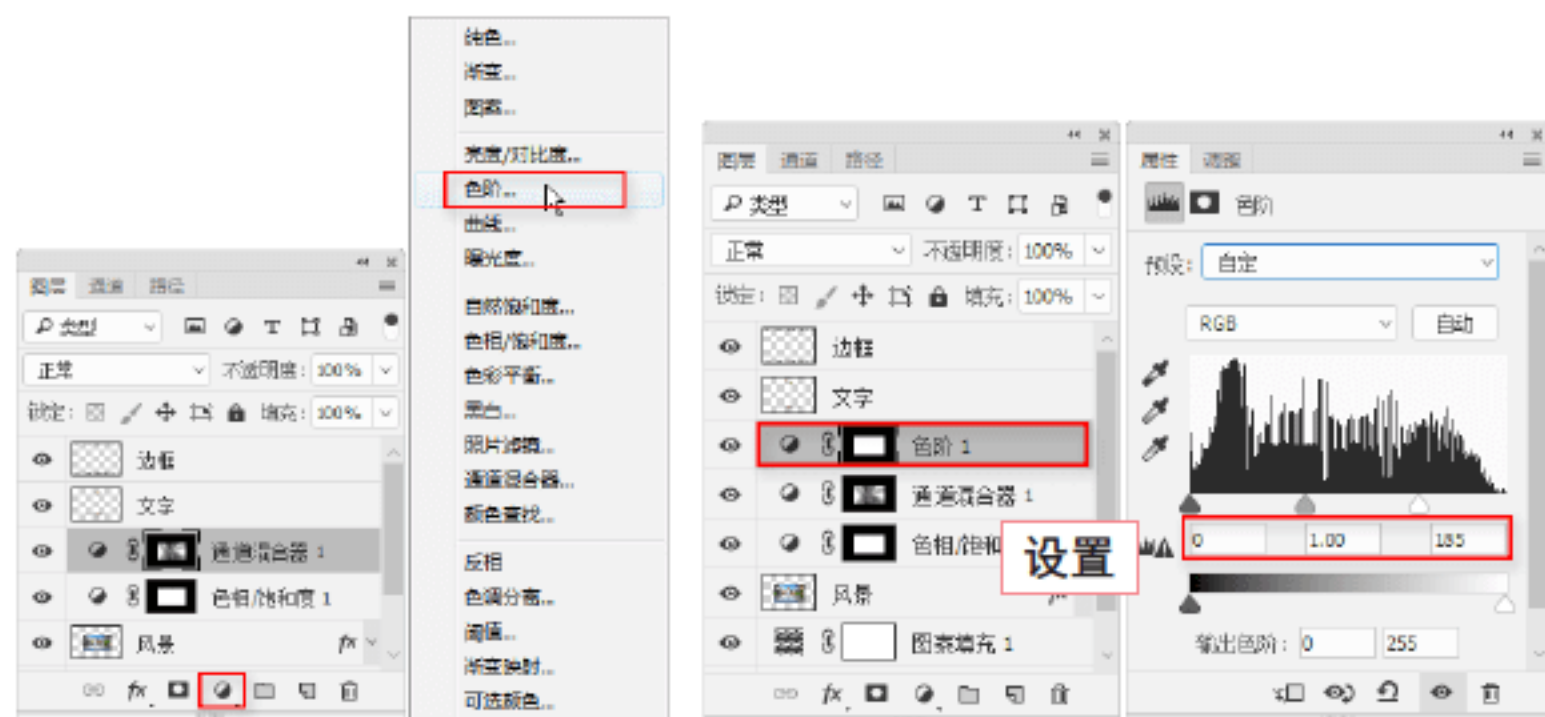 图层 通道 路径
类型
正常 不透明度: 100%
锁定: 填充: 100%
边框
文字
通道混合器 1
色相/饱和度 1
风景 fx
fx
纯色...
渐变...
图案...
亮度/对比度...
色阶...
曲线...
曝光度...
自然饱和度...
色相/饱和度...
色彩平衡...
黑白...
照片滤镜...
通道混合器...
颜色查找...
反相
色调分离...
阈值...
渐变映射...
可选颜色...
图层 通道 路径
类型
正常 不透明度: 100%
锁定: 填充: 100%
边框
文字
色阶 1
通道混合器 1
色相/饱和
风景
图案填充 1
fx
设置
属性 调整
色阶
预设: 自定
RGB 自动
0 1.00 185
输出色阶: 0 255